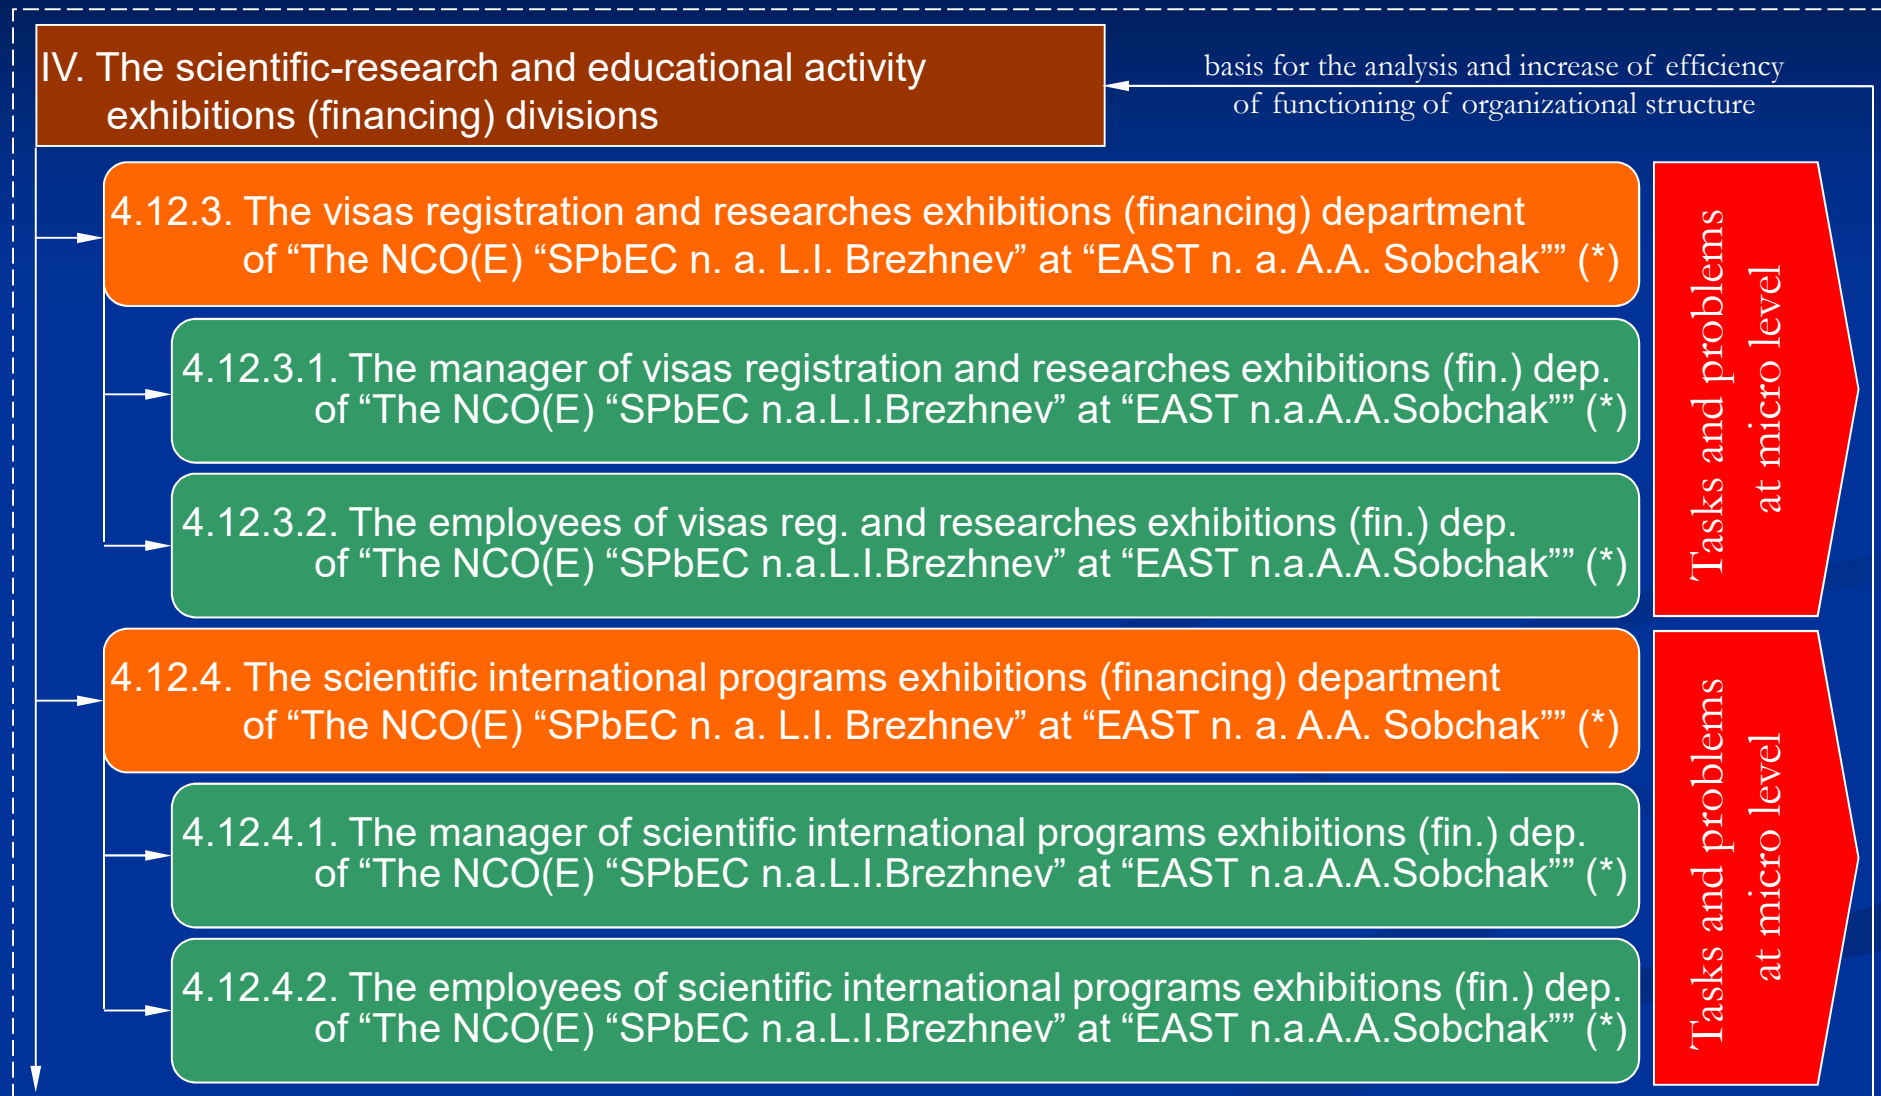 IV. The scientific-research and educational activity
exhibitions (financing) divisions
basis for the analysis and increase of efficiency
of functioning of organizational structure
4.12.3. The visas registration and researches exhibitions (financing) department
of “The NCO(E) “SPbEC n. a. L.I. Brezhnev” at “EAST n. a. A.A. Sobchak”” (*)
4.12.3.1. The manager of visas registration and researches exhibitions (fin.) dep.
of “The NCO(E) “SPbEC n.a.L.I.Brezhnev” at “EAST n.a.A.A.Sobchak”” (*)
4.12.3.2. The employees of visas reg. and researches exhibitions (fin.) dep.
of “The NCO(E) “SPbEC n.a.L.I.Brezhnev” at “EAST n.a.A.A.Sobchak”” (*)
Tasks and problems
at micro level
4.12.4. The scientific international programs exhibitions (financing) department
of “The NCO(E) “SPbEC n. a. L.I. Brezhnev” at “EAST n. a. A.A. Sobchak”” (*)
4.12.4.1. The manager of scientific international programs exhibitions (fin.) dep.
of “The NCO(E) “SPbEC n.a.L.I.Brezhnev” at “EAST n.a.A.A.Sobchak”” (*)
4.12.4.2. The employees of scientific international programs exhibitions (fin.) dep.
of “The NCO(E) “SPbEC n.a.L.I.Brezhnev” at “EAST n.a.A.A.Sobchak”” (*)
Tasks and problems
at micro level